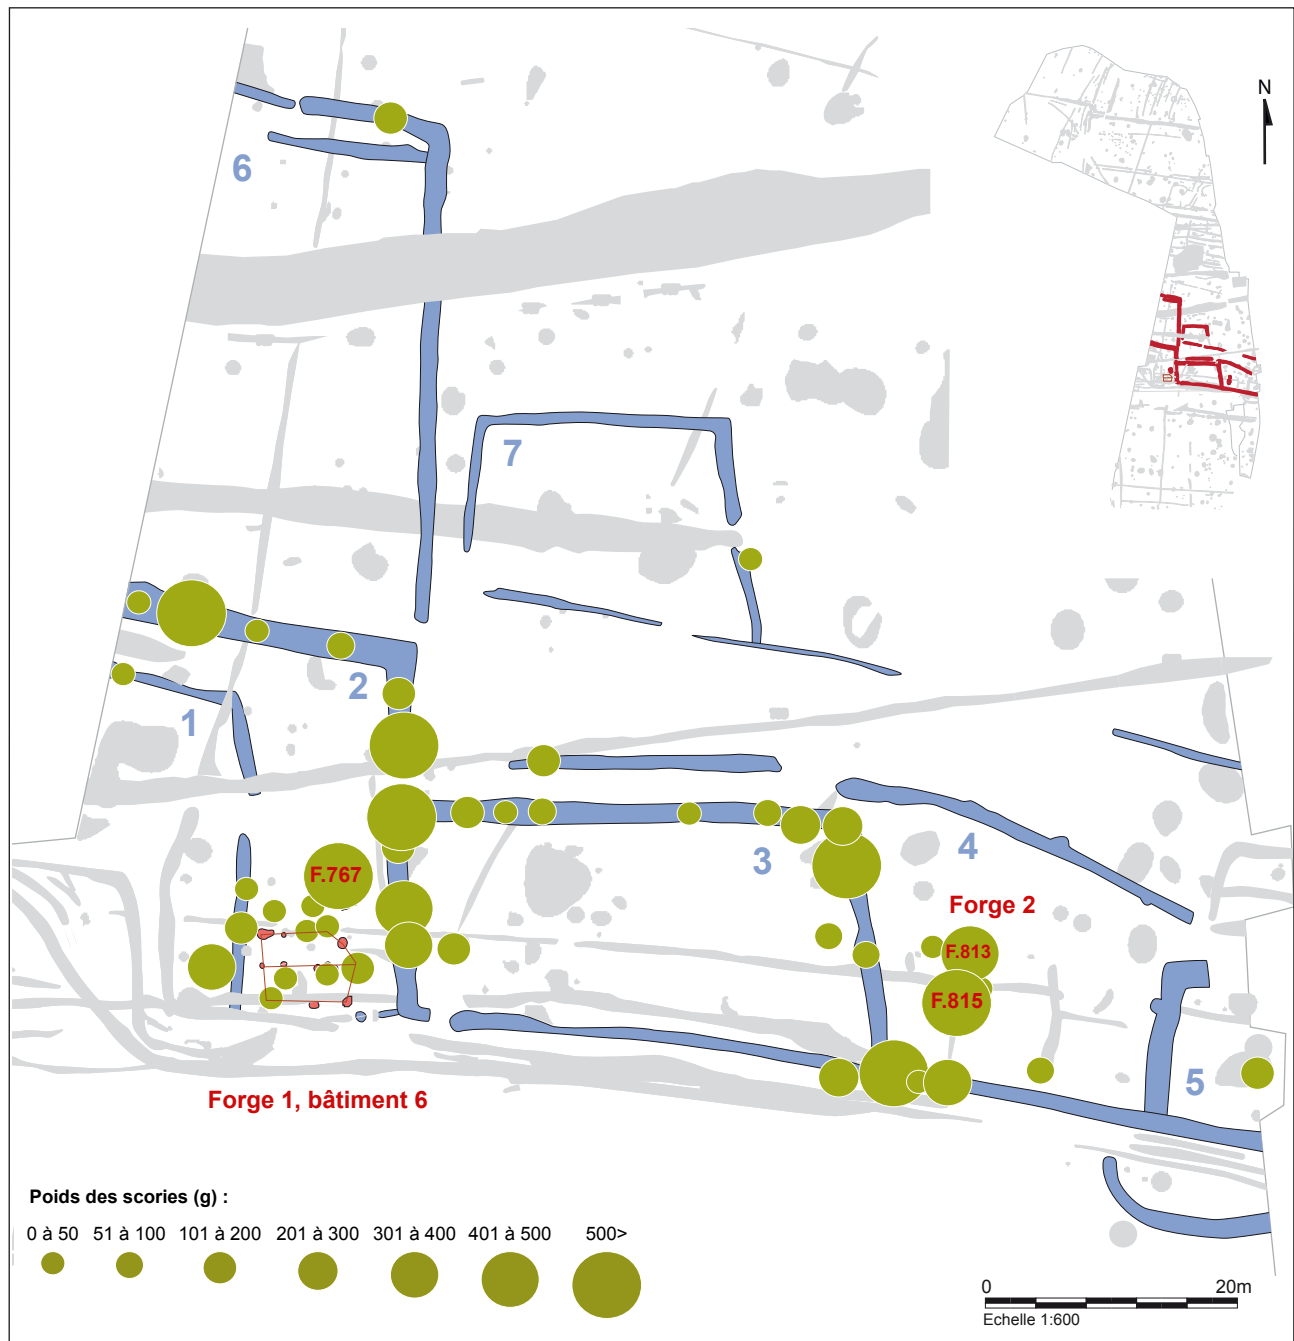 N
6
7
2
1
3
4
F.767
Forge 2
F.813
F.815
5
Forge 1, bâtiment 6
Poids des scories (g) :
0 à 50 51 à 100 101 à 200 201 à 300 301 à 400 401 à 500 500>
0 20m
Echelle 1:600